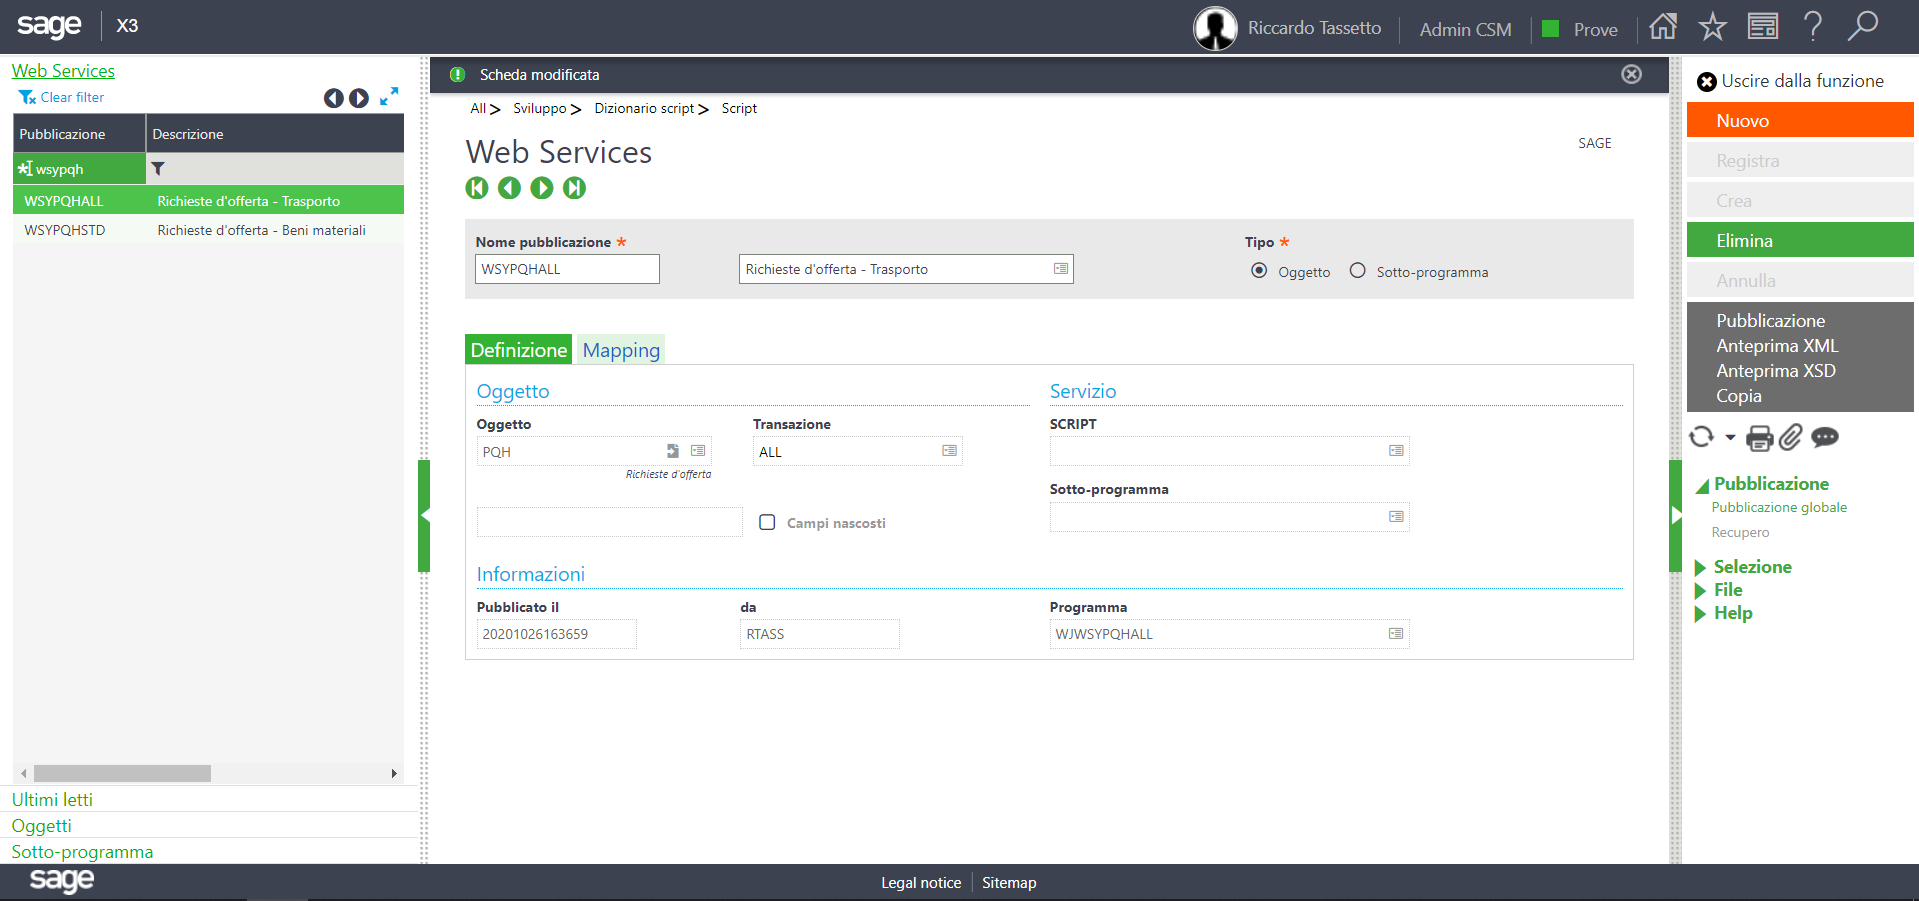 sage X3
Riccardo Tassetto Admin CSM Prove
Web Services
Clear filter
Pubblicazione Descrizione
wsypqh
WSYPQHALL Richieste d'offerta - Trasporto
WSYPQHSTD Richieste d'offerta - Beni materiali
Ultimi letti
Oggetti
Sotto-programma
Scheda modificata
All > Sviluppo > Dizionario script > Script
Web Services
SAGE
Nome pubblicazione *
WSYPQHALL Richieste d'offerta - Trasporto
Tipo *
Oggetto Sotto-programma
Definizione Mapping
Oggetto
Oggetto Transazione
PQH ALL
Richieste d'offerta
Campi nascosti
Servizio
SCRIPT
Sotto-programma
Informazioni
Pubblicato il da Programma
20201026163659 RTASS WJWSYPQHALL
Uscire dalla funzione
Nuovo
Registra
Crea
Elimina
Annulla
Pubblicazione
Anteprima XML
Anteprima XSD
Copia
Pubblicazione
Pubblicazione globale
Recupero
Selezione
File
Help
sage
Legal notice Sitemap